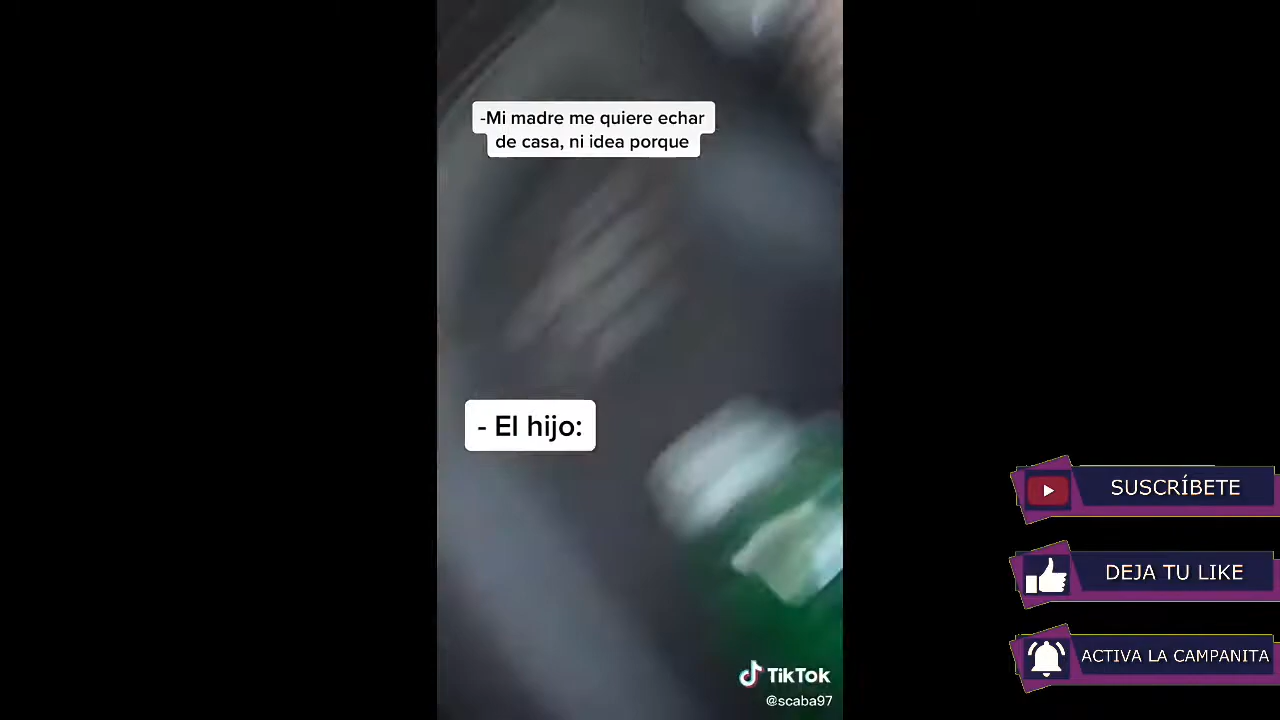 -Mi madre me quiere echar
de casa, ni idea porque
- El hijo:
SUSCRÍBETE
DEJA TU LIKE
ACTIVA LA CAMPANITA
TikTok
@scaba97